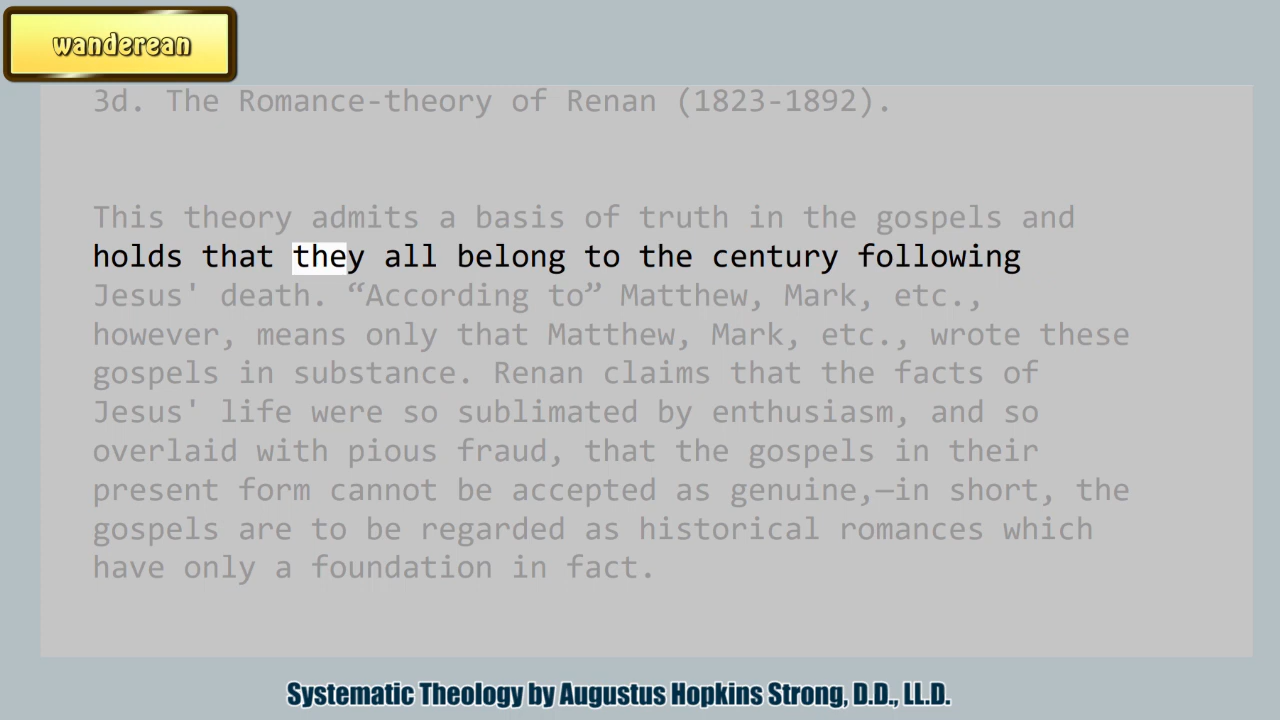 wanderean
3d. The Romance-theory of Renan (1823-1892).
This theory admits a basis of truth in the gospels and
holds that they all belong to the century following
Jesus' death. “According to” Matthew, Mark, etc.,
however, means only that Matthew, Mark, etc., wrote these
gospels in substance. Renan claims that the facts of
Jesus' life were so sublimated by enthusiasm, and so
overlaid with pious fraud, that the gospels in their
present form cannot be accepted as genuine,—in short, the
gospels are to be regarded as historical romances which
have only a foundation in fact.
Systematic Theology by Augustus Hopkins Strong, D.D., LL.D.